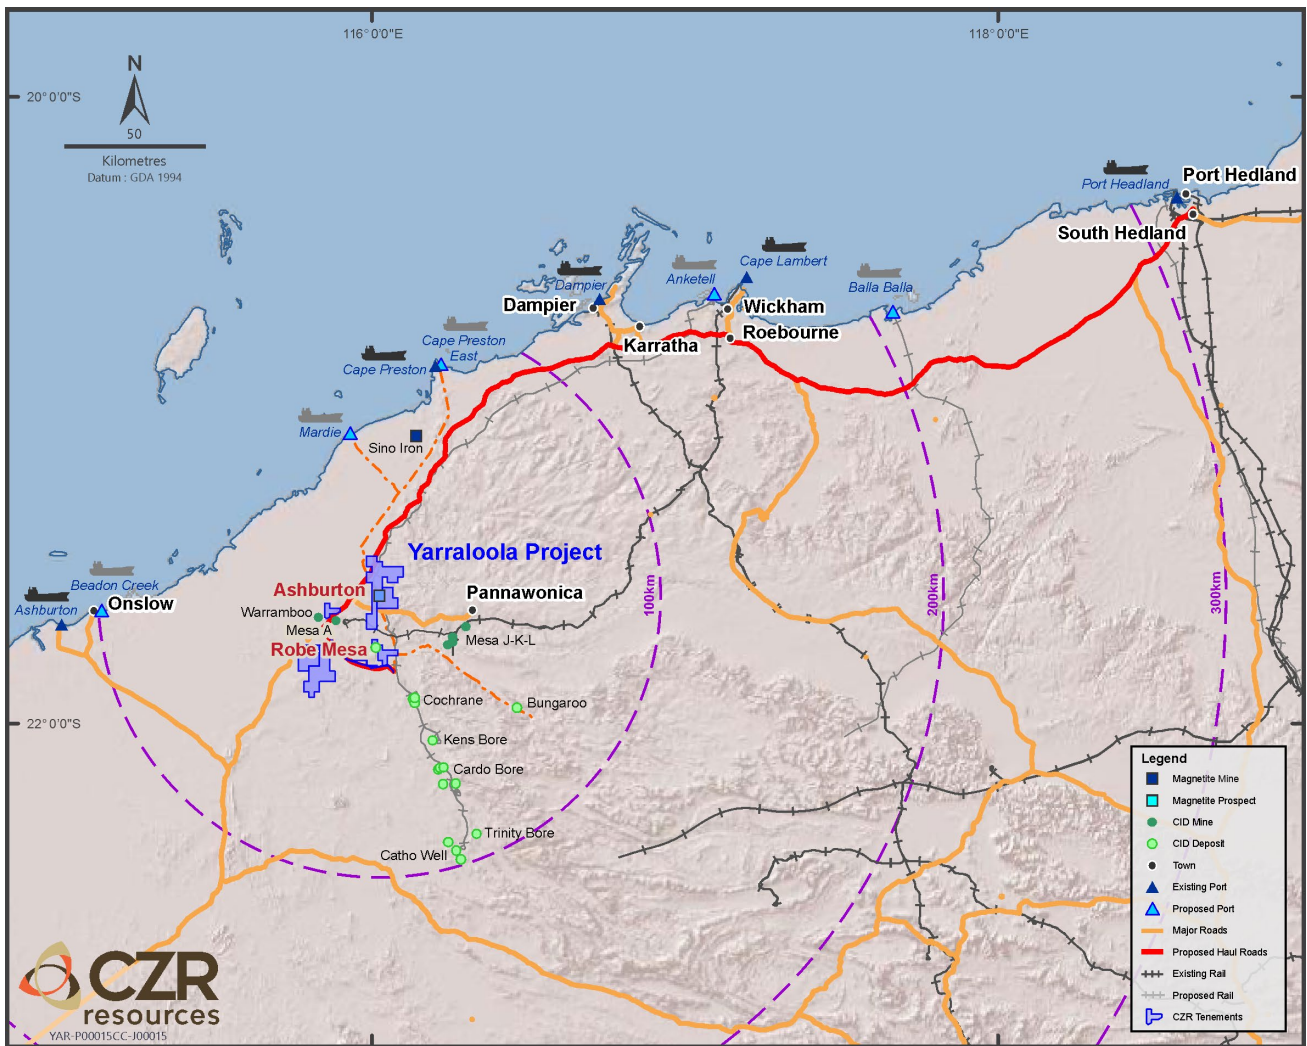 116°0'0"E
118°0'0"E
N
20°0'0"S
50
Kilometres
Datum : GDA 1994
Port Headland
Port Hedland
South Hedland
Cape Lambert
Anketell
Dampier
Balla Balla
Dampier
Wickham
Roebourne
Karratha
Cape Preston
East
Cape Preston
Mardie
Sino Iron
Yarraloola Project
Beadon Creek
Ashburton
Onslow
Ashburton
Pannawonica
Warramboo
Mesa A
Mesa J-K-L
Robe Mesa
100km
200km
300km
Cochrane
Bungaroo
22°0'0"S
Kens Bore
Cardo Bore
Trinity Bore
Catho Well
Legend
Magnetite Mine
Magnetite Prospect
CID Mine
CID Deposit
Town
Existing Port
Proposed Port
Major Roads
Proposed Haul Roads
Existing Rail
Proposed Rail
CZR Tenements
CZR
resources
YAR-P00015CC-J00015